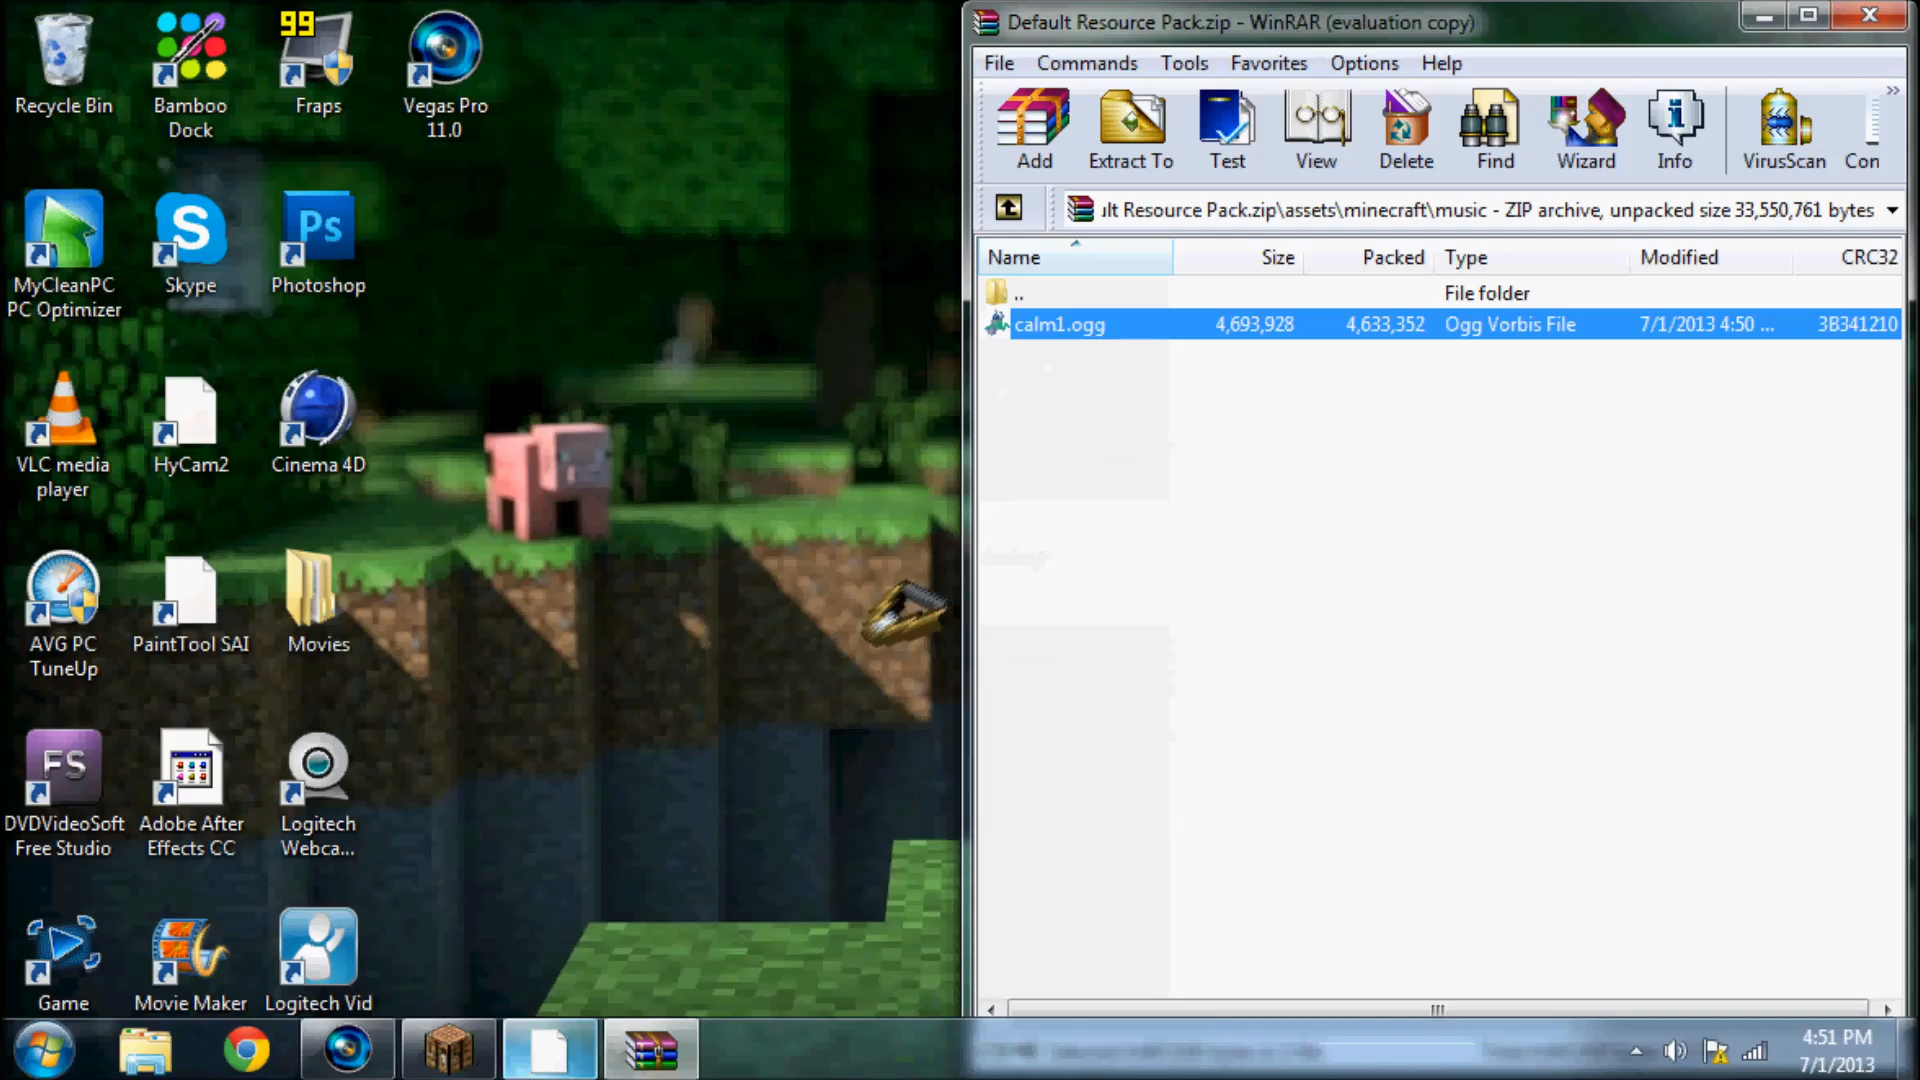 99
Recycle Bin
Bamboo
Dock
Fraps
Vegas Pro
11.0
MyCleanPC
PC Optimizer
S
Skype
Ps
Photoshop
VLC media
player
HyCam2
Cinema 4D
AVG PC
TuneUp
PaintTool SAI
Movies
FS
DVDVideoSoft
Free Studio
Adobe After
Effects CC
Logitech
Webca...
Game
Movie Maker
Logitech Vid
Default Resource Pack.zip - WinRAR (evaluation copy)
File Commands Tools Favorites Options Help
Add Extract To Test View Delete Find Wizard Info VirusScan Con
ult Resource Pack.zip\assets\minecraft\music - ZIP archive, unpacked size 33,550,761 bytes
Name Size Packed Type Modified CRC32
.. File folder
calm1.ogg 4,693,928 4,633,352 Ogg Vorbis File 7/1/2013 4:50 ... 3B341210
4:51 PM
7/1/2013